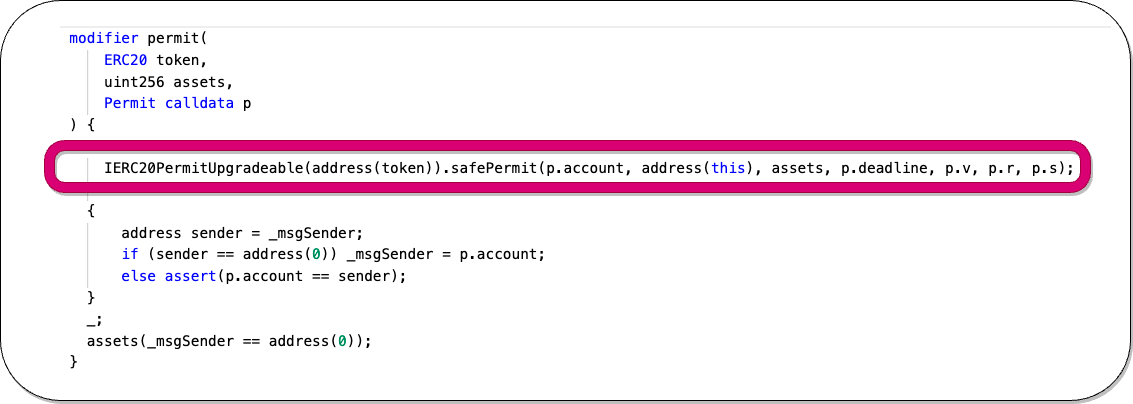 modifier permit(
ERC20 token,
uint256 assets,
Permit calldata p
) {
IERC20PermitUpgradeable(address(token)).safePermit(p.account, address(this), assets, p.deadline, p.v, p.r, p.s);
{
address sender = _msgSender;
if (sender == address(0)) _msgSender = p.account;
else assert(p.account == sender);
}
_;
assets(_msgSender == address(0));
}